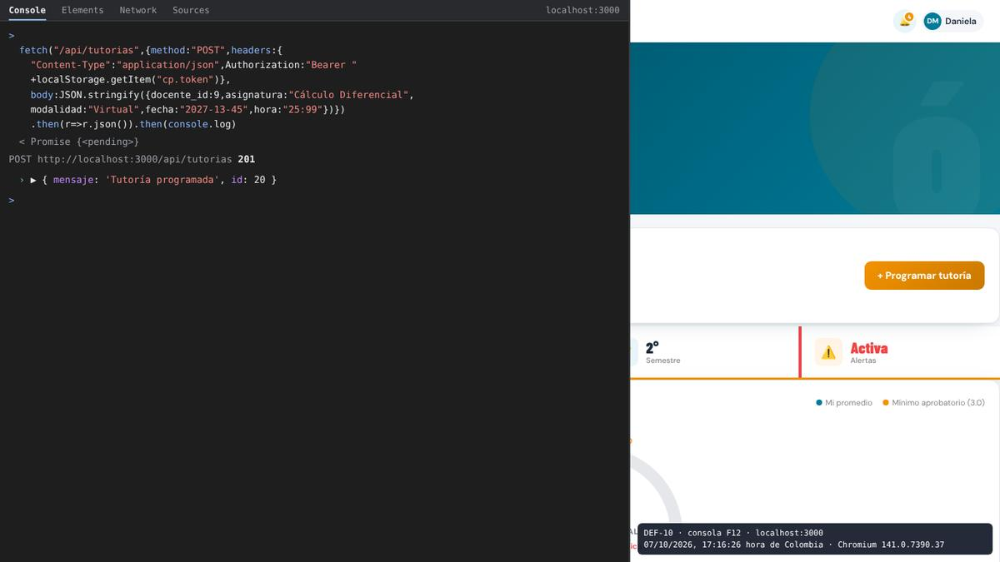 Console Elements Network Sources localhost:3000
>
fetch("/api/tutorias",{method:"POST",headers:{
"Content-Type":"application/json",Authorization:"Bearer "
+localStorage.getItem("cp.token")},
body:JSON.stringify({docente_id:9,asignatura:"Cálculo Diferencial",
modalidad:"Virtual",fecha:"2027-13-45",hora:"25:99"})})
.then(r=>r.json()).then(console.log)
< Promise {<pending>}
POST http://localhost:3000/api/tutorias 201
› ▶ { mensaje: 'Tutoría programada', id: 20 }
>
DM Daniela
+ Programar tutoría
2°
Semestre
Activa
Alertas
Mi promedio Mínimo aprobatorio (3.0)
DEF-10 · consola F12 · localhost:3000
07/10/2026, 17:16:26 hora de Colombia · Chromium 141.0.7390.37